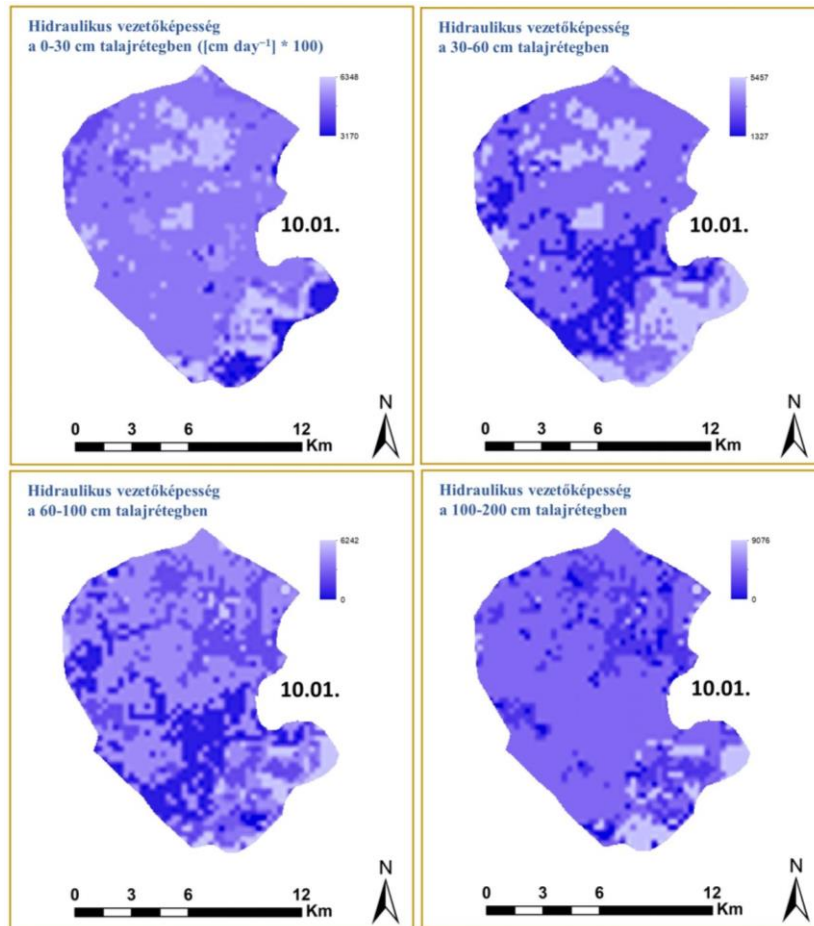 Hidraulikus vezetőképesség
a 0-30 cm talajrétegben ([cm day⁻¹] * 100)
6348
3170
10.01.
N
0 3 6 12
Km
Hidraulikus vezetőképesség
a 30-60 cm talajrétegben
5457
1327
10.01.
N
0 3 6 12
Km
Hidraulikus vezetőképesség
a 60-100 cm talajrétegben
6242
0
10.01.
N
0 3 6 12
Km
Hidraulikus vezetőképesség
a 100-200 cm talajrétegben
9076
0
10.01.
N
0 3 6 12
Km